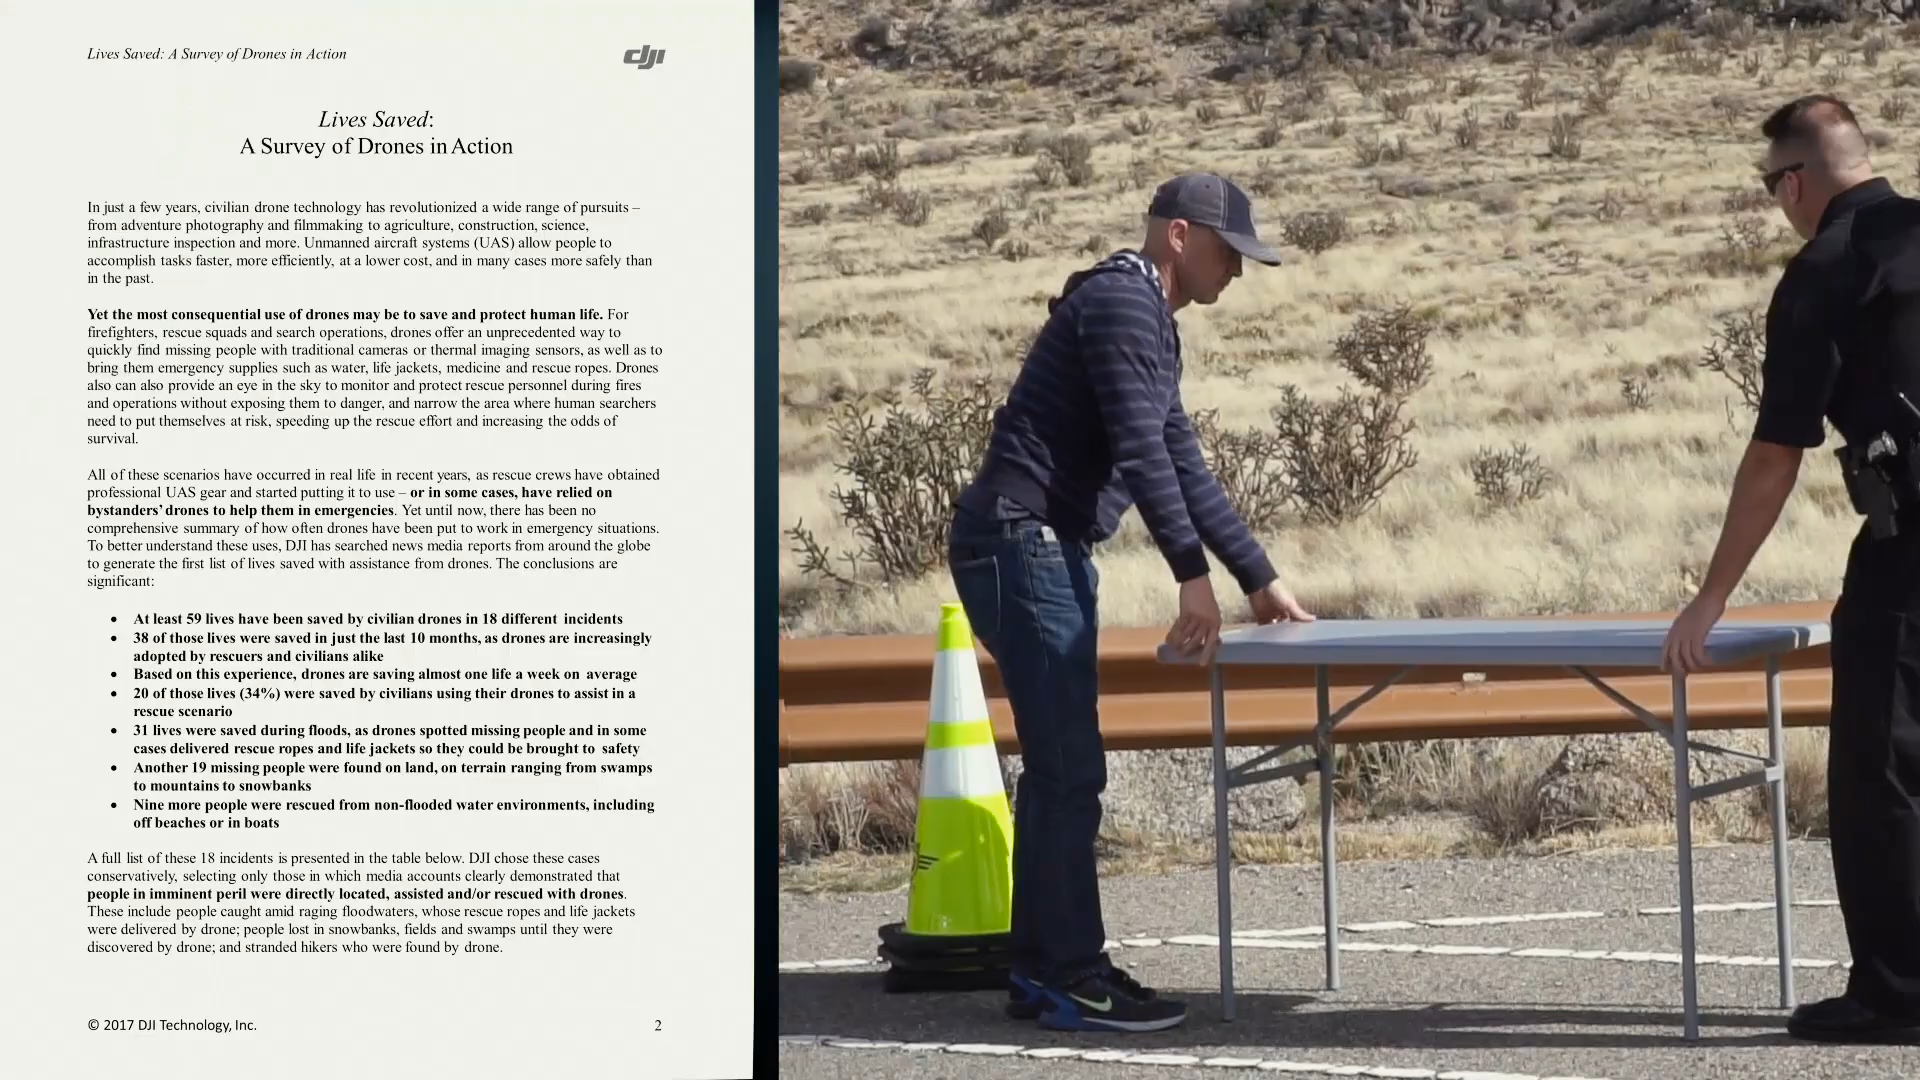 Lives Saved: A Survey of Drones in Action
dji
Lives Saved:
A Survey of Drones in Action
In just a few years, civilian drone technology has revolutionized a wide range of pursuits –
from adventure photography and filmmaking to agriculture, construction, science,
infrastructure inspection and more. Unmanned aircraft systems (UAS) allow people to
accomplish tasks faster, more efficiently, at a lower cost, and in many cases more safely than
in the past.
Yet the most consequential use of drones may be to save and protect human life. For
firefighters, rescue squads and search operations, drones offer an unprecedented way to
quickly find missing people with traditional cameras or thermal imaging sensors, as well as to
bring them emergency supplies such as water, life jackets, medicine and rescue ropes. Drones
also can also provide an eye in the sky to monitor and protect rescue personnel during fires
and operations without exposing them to danger, and narrow the area where human searchers
need to put themselves at risk, speeding up the rescue effort and increasing the odds of
survival.
All of these scenarios have occurred in real life in recent years, as rescue crews have obtained
professional UAS gear and started putting it to use – or in some cases, have relied on
bystanders' drones to help them in emergencies. Yet until now, there has been no
comprehensive summary of how often drones have been put to work in emergency situations.
To better understand these uses, DJI has searched news media reports from around the globe
to generate the first list of lives saved with assistance from drones. The conclusions are
significant:
• At least 59 lives have been saved by civilian drones in 18 different incidents
• 38 of those lives were saved in just the last 10 months, as drones are increasingly
adopted by rescuers and civilians alike
• Based on this experience, drones are saving almost one life a week on average
• 20 of those lives (34%) were saved by civilians using their drones to assist in a
rescue scenario
• 31 lives were saved during floods, as drones spotted missing people and in some
cases delivered rescue ropes and life jackets so they could be brought to safety
• Another 19 missing people were found on land, on terrain ranging from swamps
to mountains to snowbanks
• Nine more people were rescued from non-flooded water environments, including
off beaches or in boats
A full list of these 18 incidents is presented in the table below. DJI chose these cases
conservatively, selecting only those in which media accounts clearly demonstrated that
people in imminent peril were directly located, assisted and/or rescued with drones.
These include people caught amid raging floodwaters, whose rescue ropes and life jackets
were delivered by drone; people lost in snowbanks, fields and swamps until they were
discovered by drone; and stranded hikers who were found by drone.
© 2017 DJI Technology, Inc.
2